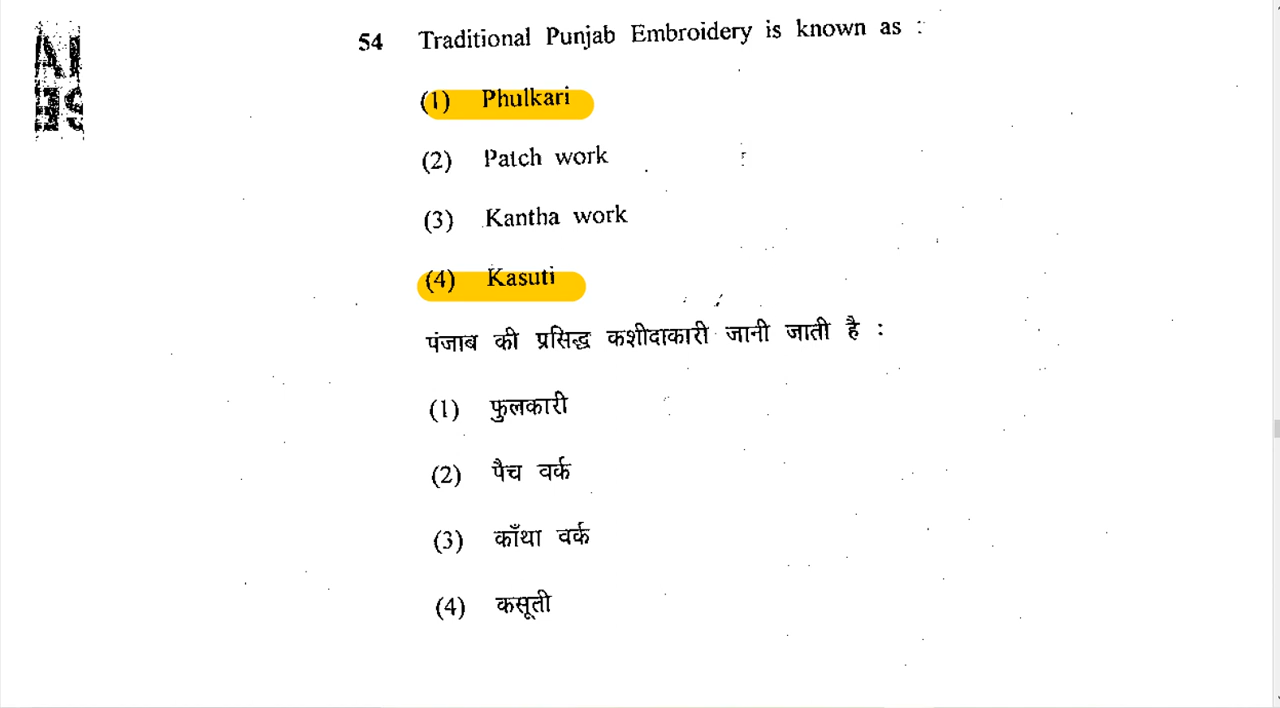 54 Traditional Punjab Embroidery is known as :
(1) Phulkari
(2) Patch work
(3) Kantha work
(4) Kasuti
पंजाब की प्रसिद्ध कशीदाकारी जानी जाती है :
(1) फुलकारी
(2) पैच वर्क
(3) काँथा वर्क
(4) कसूती